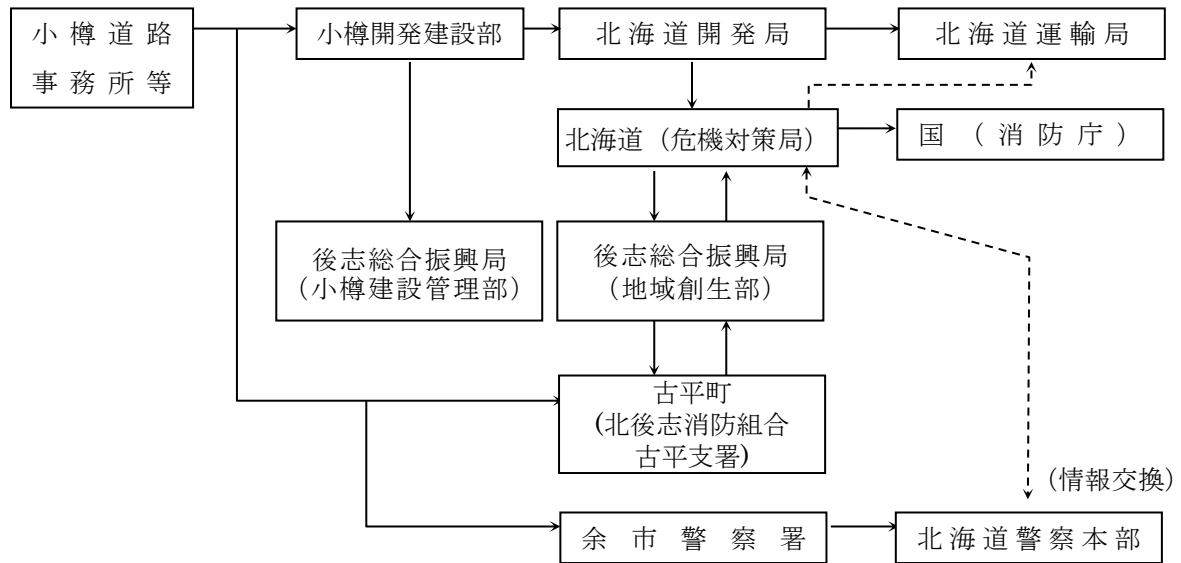 小樽道路
事務所等
小樽開発建設部
北海道開発局
北海道運輸局
北海道（危機対策局）
国（消防庁）
後志総合振興局
（小樽建設管理部）
後志総合振興局
（地域創生部）
古平町
(北後志消防組合
古平支署)
（情報交換）
余市警察署
北海道警察本部